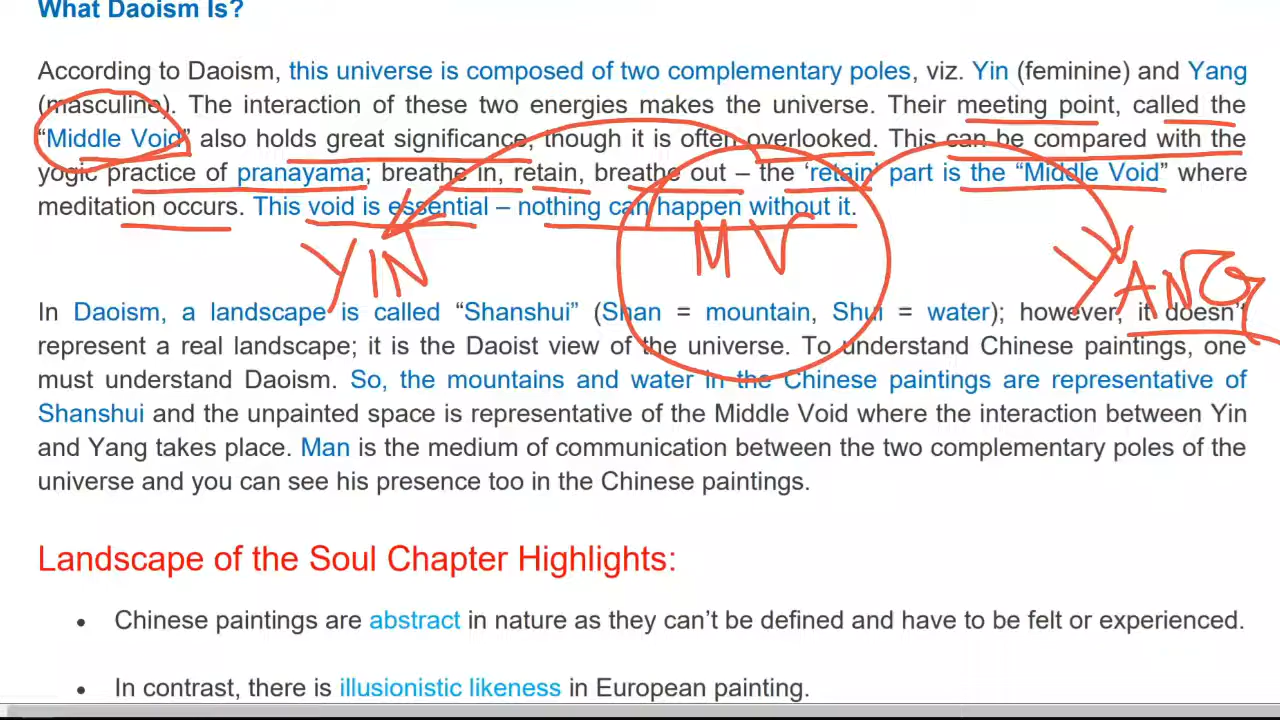 What Daoism Is?
According to Daoism, this universe is composed of two complementary poles, viz. Yin (feminine) and Yang
(masculine). The interaction of these two energies makes the universe. Their meeting point, called the
“Middle Void” also holds great significance, though it is often overlooked. This can be compared with the
yogic practice of pranayama; breathe in, retain, breathe out – the ‘retain’ part is the “Middle Void” where
meditation occurs. This void is essential – nothing can happen without it.
YIN MV YANG
In Daoism, a landscape is called “Shanshui” (Shan = mountain, Shui = water); however, it doesn’t
represent a real landscape; it is the Daoist view of the universe. To understand Chinese paintings, one
must understand Daoism. So, the mountains and water in the Chinese paintings are representative of
Shanshui and the unpainted space is representative of the Middle Void where the interaction between Yin
and Yang takes place. Man is the medium of communication between the two complementary poles of the
universe and you can see his presence too in the Chinese paintings.
Landscape of the Soul Chapter Highlights:
• Chinese paintings are abstract in nature as they can’t be defined and have to be felt or experienced.
• In contrast, there is illusionistic likeness in European painting.